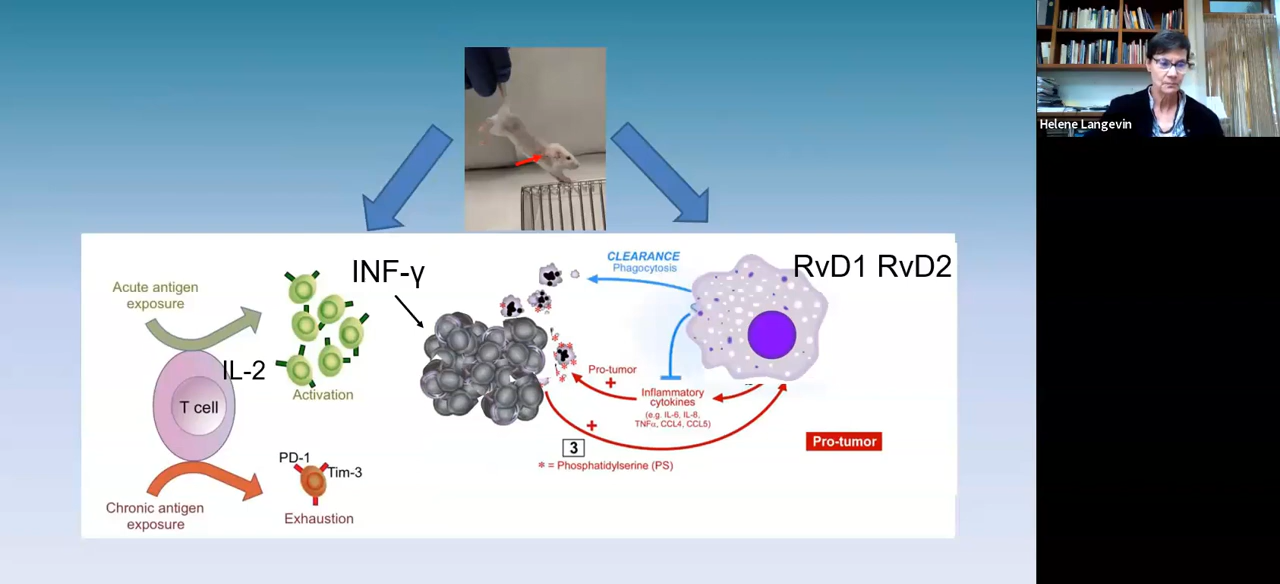 Helene Langevin
INF-γ
CLEARANCE
Phagocytosis
RvD1 RvD2
Acute antigen
exposure
IL-2
T cell
Activation
Pro-tumor
+
Inflammatory
cytokines
(e.g. IL-6, IL-8,
TNFα, CCL4, CCL5)
+
3
* = Phosphatidylserine (PS)
Pro-tumor
PD-1
Tim-3
Chronic antigen
exposure
Exhaustion